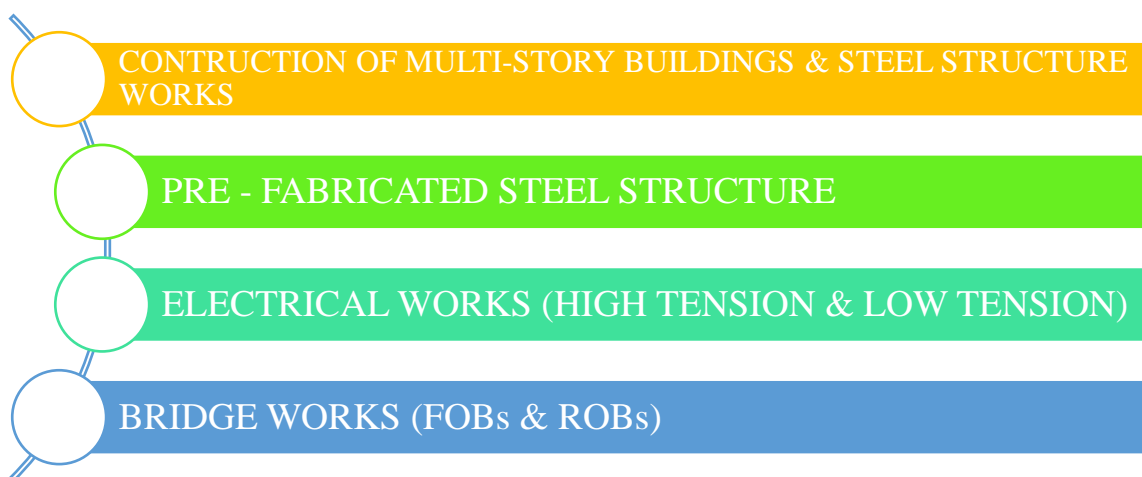 CONTRUCTION OF MULTI-STORY BUILDINGS & STEEL STRUCTURE
WORKS
PRE - FABRICATED STEEL STRUCTURE
ELECTRICAL WORKS (HIGH TENSION & LOW TENSION)
BRIDGE WORKS (FOBs & ROBs)